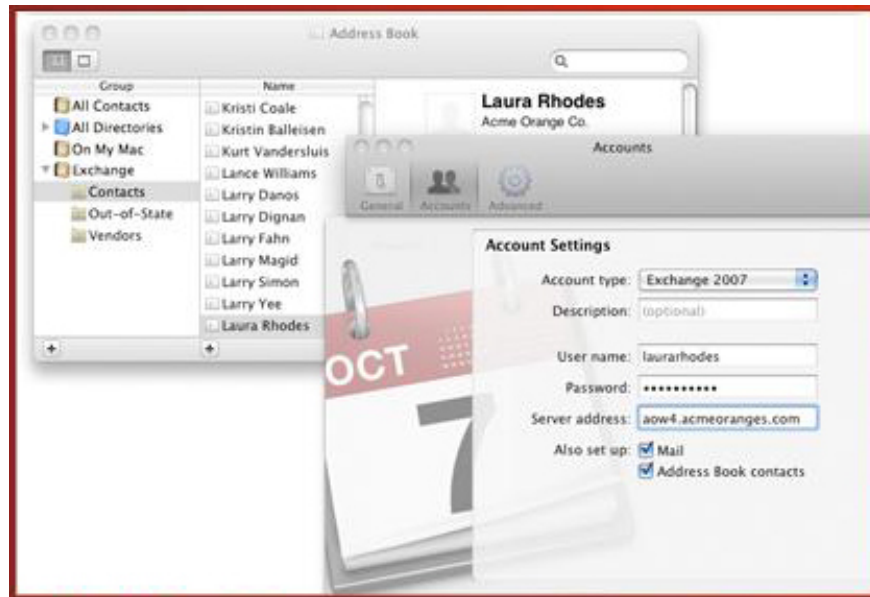 Address Book
Group
Name
All Contacts
All Directories
On My Mac
Exchange
Contacts
Out-of-State
Vendors
Kristi Coale
Kristin Balleisen
Kurt Vandersluis
Lance Williams
Larry Danos
Larry Dignan
Larry Fahn
Larry Magid
Larry Simon
Larry Yee
Laura Rhodes
Laura Rhodes
Acme Orange Co.
Accounts
General Accounts Advanced
Account Settings
Account type: Exchange 2007
Description: (optional)
User name: laurarhodes
Password: ••••••••••
Server address: aow4.acmeoranges.com
Also set up: Mail
Address Book contacts
OCT
7